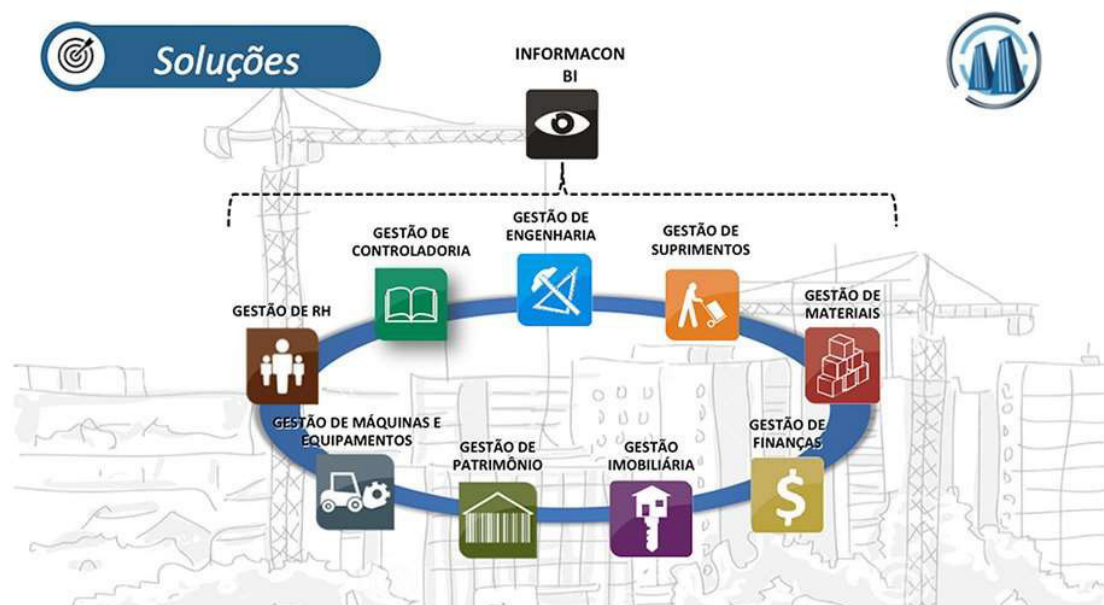 Soluções
INFORMACON
BI
GESTÃO DE
ENGENHARIA
GESTÃO DE
CONTROLADORIA
GESTÃO DE
SUPRIMENTOS
GESTÃO DE RH
GESTÃO DE
MATERIAIS
GESTÃO DE MÁQUINAS E
EQUIPAMENTOS
GESTÃO DE
PATRIMÔNIO
GESTÃO
IMOBILIÁRIA
GESTÃO DE
FINANÇAS